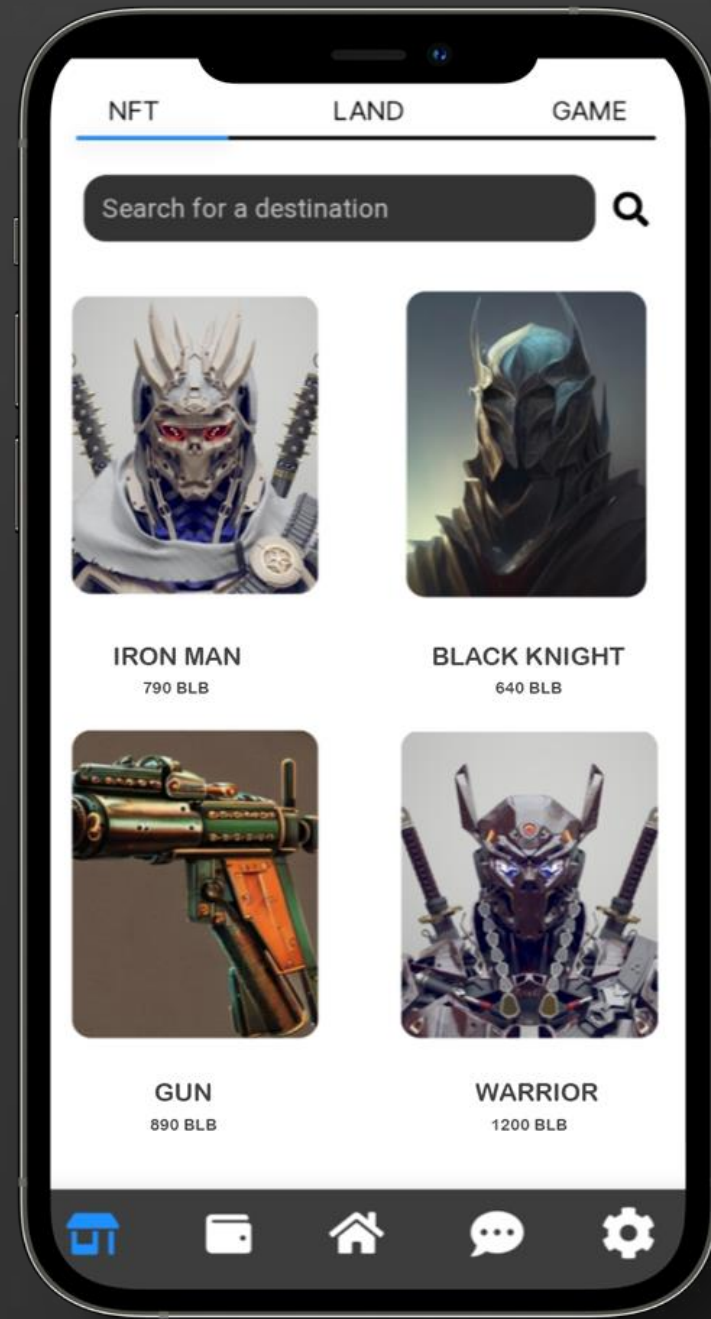 NFT LAND GAME
Search for a destination
IRON MAN BLACK KNIGHT
790 BLB 640 BLB
GUN WARRIOR
890 BLB 1200 BLB